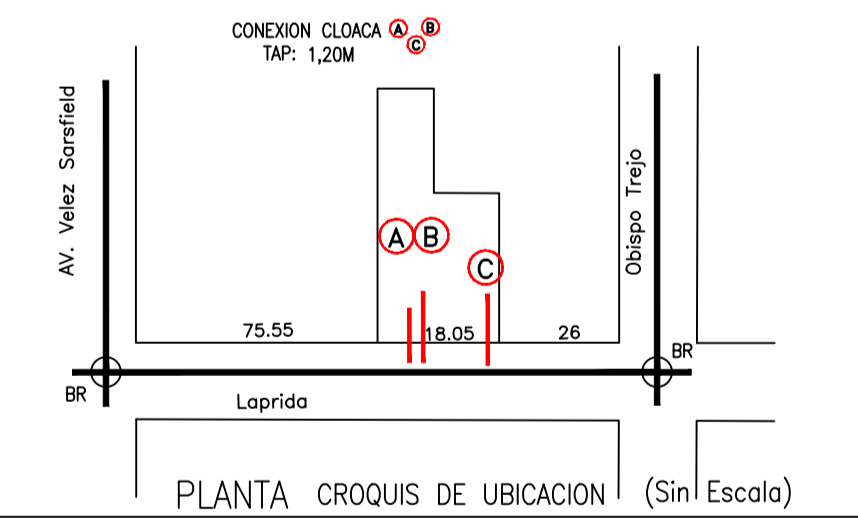 CONEXION CLOACA A B
C
TAP: 1,20M
AV. Velez Sarsfield
Obispo Trejo
A B
C
75.55
18.05
26
BR
BR
Laprida
PLANTA CROQUIS DE UBICACION (Sin Escala)